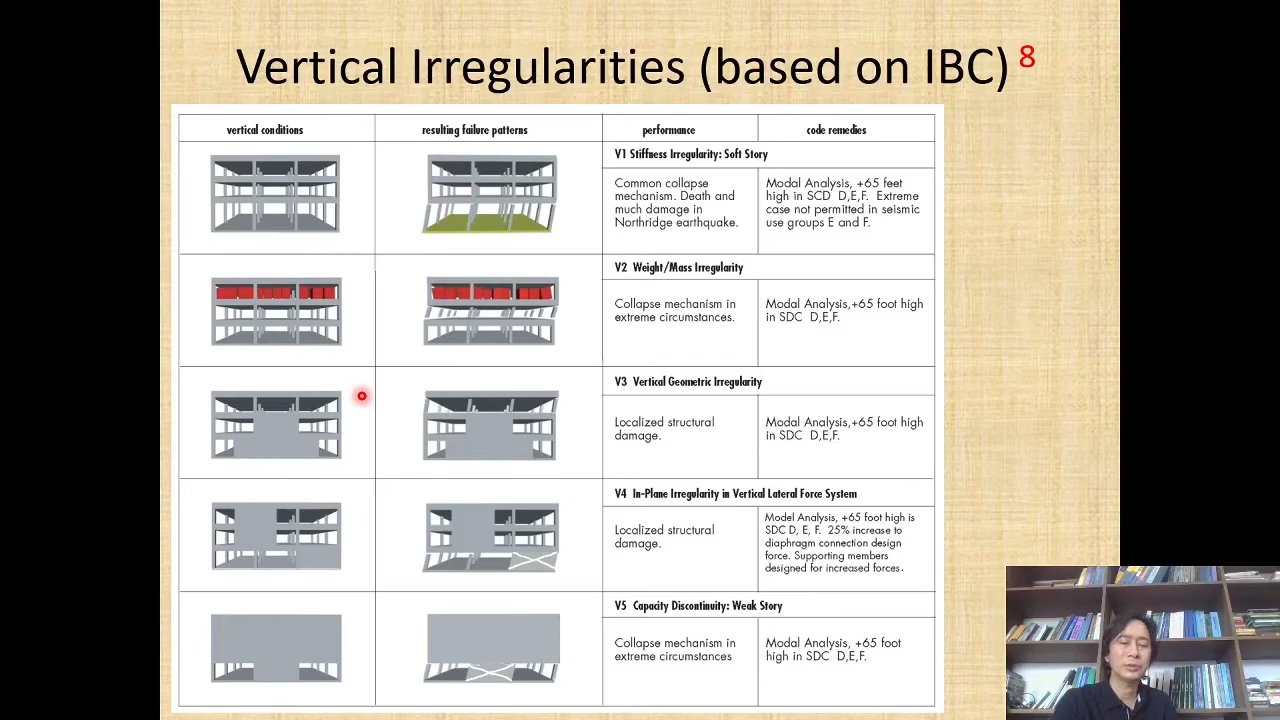 Vertical Irregularities (based on IBC) 8
vertical conditions
resulting failure patterns
performance
code remedies
V1 Stiffness Irregularity: Soft Story
Common collapse
mechanism. Death and
much damage in
Northridge earthquake.
Modal Analysis, +65 feet
high in SCD D,E,F. Extreme
case not permitted in seismic
use groups E and F.
V2 Weight/Mass Irregularity
Collapse mechanism in
extreme circumstances.
Modal Analysis,+65 foot high
in SDC D,E,F.
V3 Vertical Geometric Irregularity
Localized structural
damage.
Modal Analysis,+65 foot high
in SDC D,E,F.
V4 In-Plane Irregularity in Vertical Lateral Force System
Localized structural
damage.
Model Analysis, +65 foot high is
SDC D, E, F. 25% increase to
diaphragm connection design
force. Supporting members
designed for increased forces.
V5 Capacity Discontinuity: Weak Story
Collapse mechanism in
extreme circumstances
Modal Analysis, +65 foot
high in SDC D,E,F.